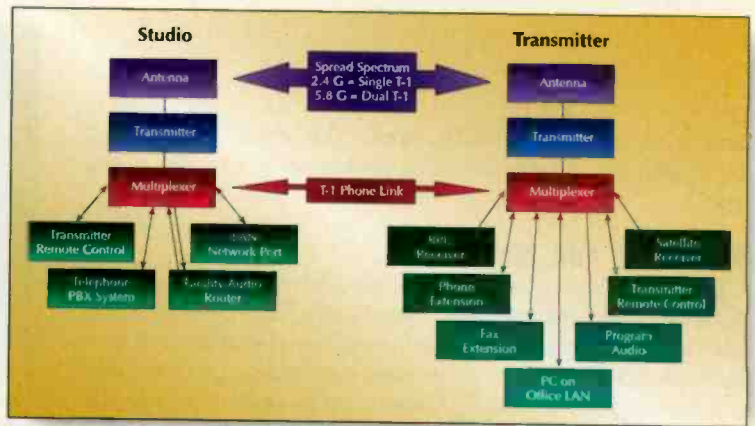 Studio
Transmitter
Spread Spectrum
2.4 G = Single T-1
5.8 G = Dual T-1
Antenna
Antenna
Transmitter
Transmitter
Multiplexer
T-1 Phone Link
Multiplexer
Transmitter
Remote Control
Network Port
Telephone
PBX System
Facility Audio
Router
Receiver
Satellite
Receiver
Phone
Extension
Transmitter
Remote Control
Fax
Extension
Program
Audio
PC on
Office LAN